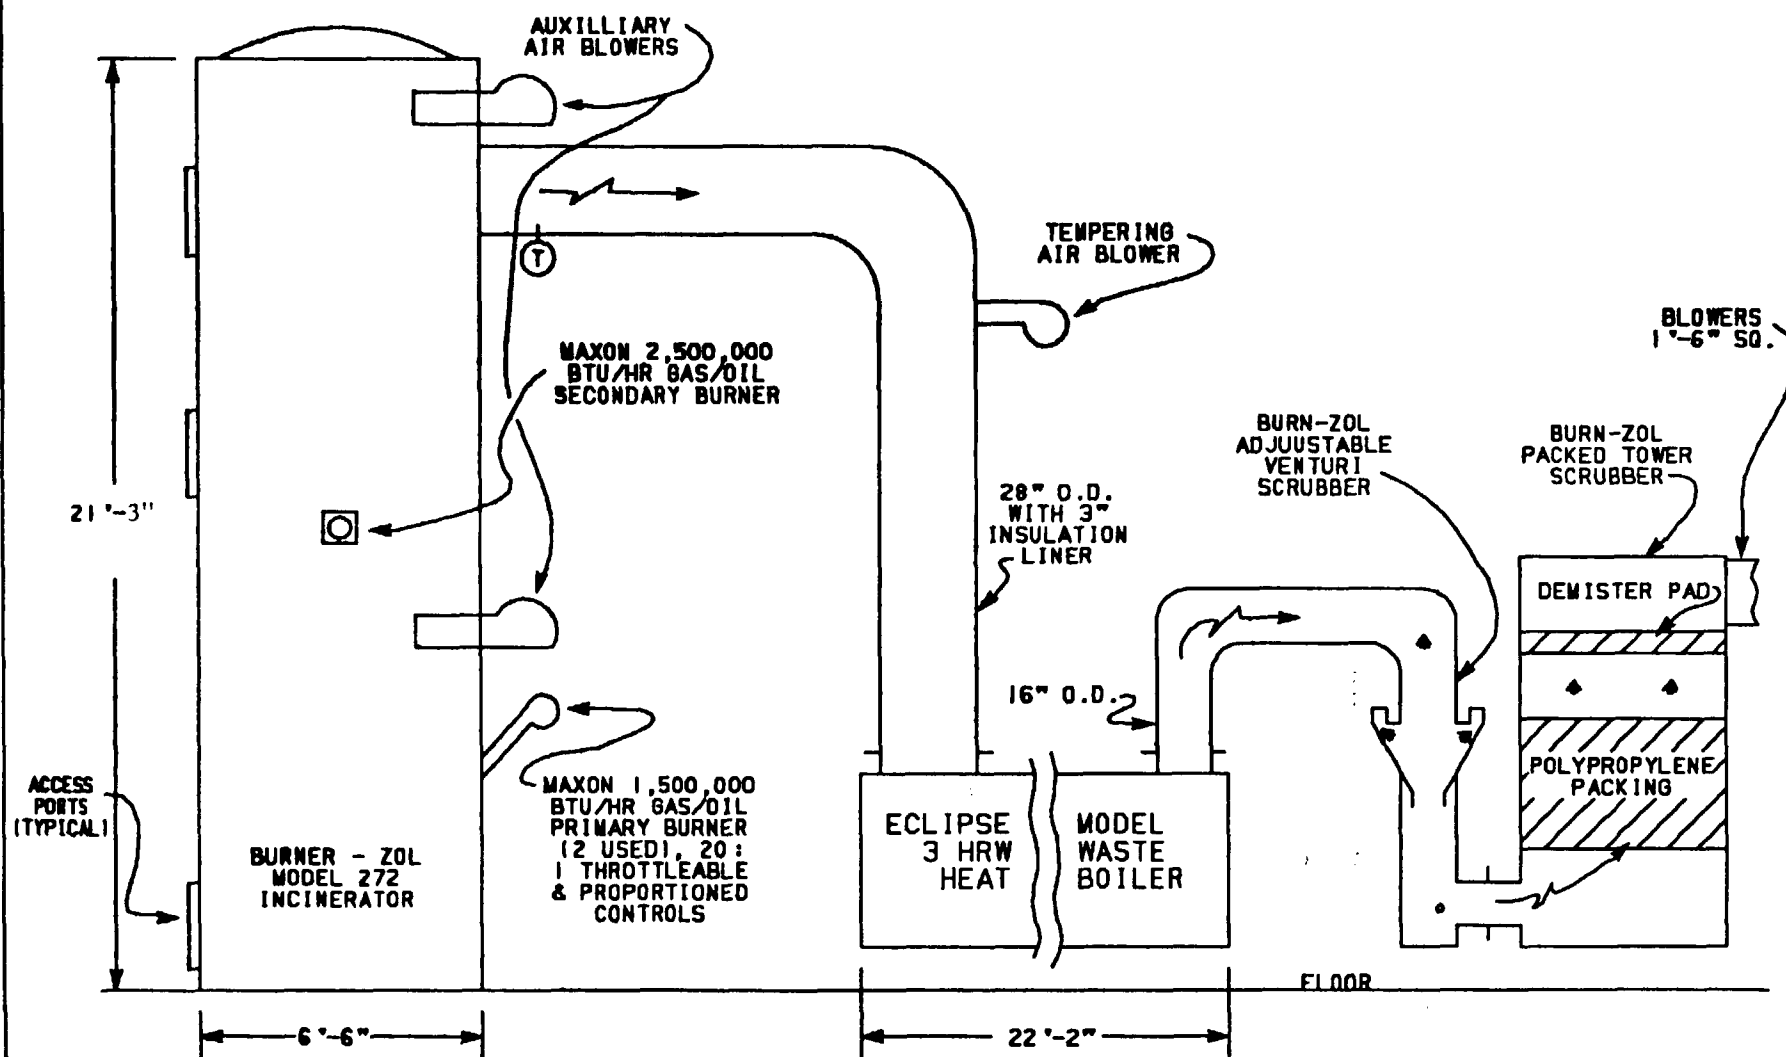 AUXILLIARY
AIR BLOWERS
TEMPERING
AIR BLOWER
BLOWERS
1'-6" SQ.
T
MAXON 2,500,000
BTU/HR GAS/OIL
SECONDARY BURNER
BURN-ZOL
ADJUUSTABLE
VENTURI
SCRUBBER
BURN-ZOL
PACKED TOWER
SCRUBBER
21'-3"
28" O.D.
WITH 3"
INSULATION
LINER
DEMISTER PAD
16" O.D.
ACCESS
PORTS
(TYPICAL)
MAXON 1,500,000
BTU/HR GAS/OIL
PRIMARY BURNER
(2 USED), 20:
1 THROTTLEABLE
& PROPORTIONED
CONTROLS
POLYPROPYLENE
PACKING
BURNER - ZOL
MODEL 272
INCINERATOR
ECLIPSE MODEL
3 HRW WASTE
HEAT BOILER
FLOOR
6'-6"
22'-2"